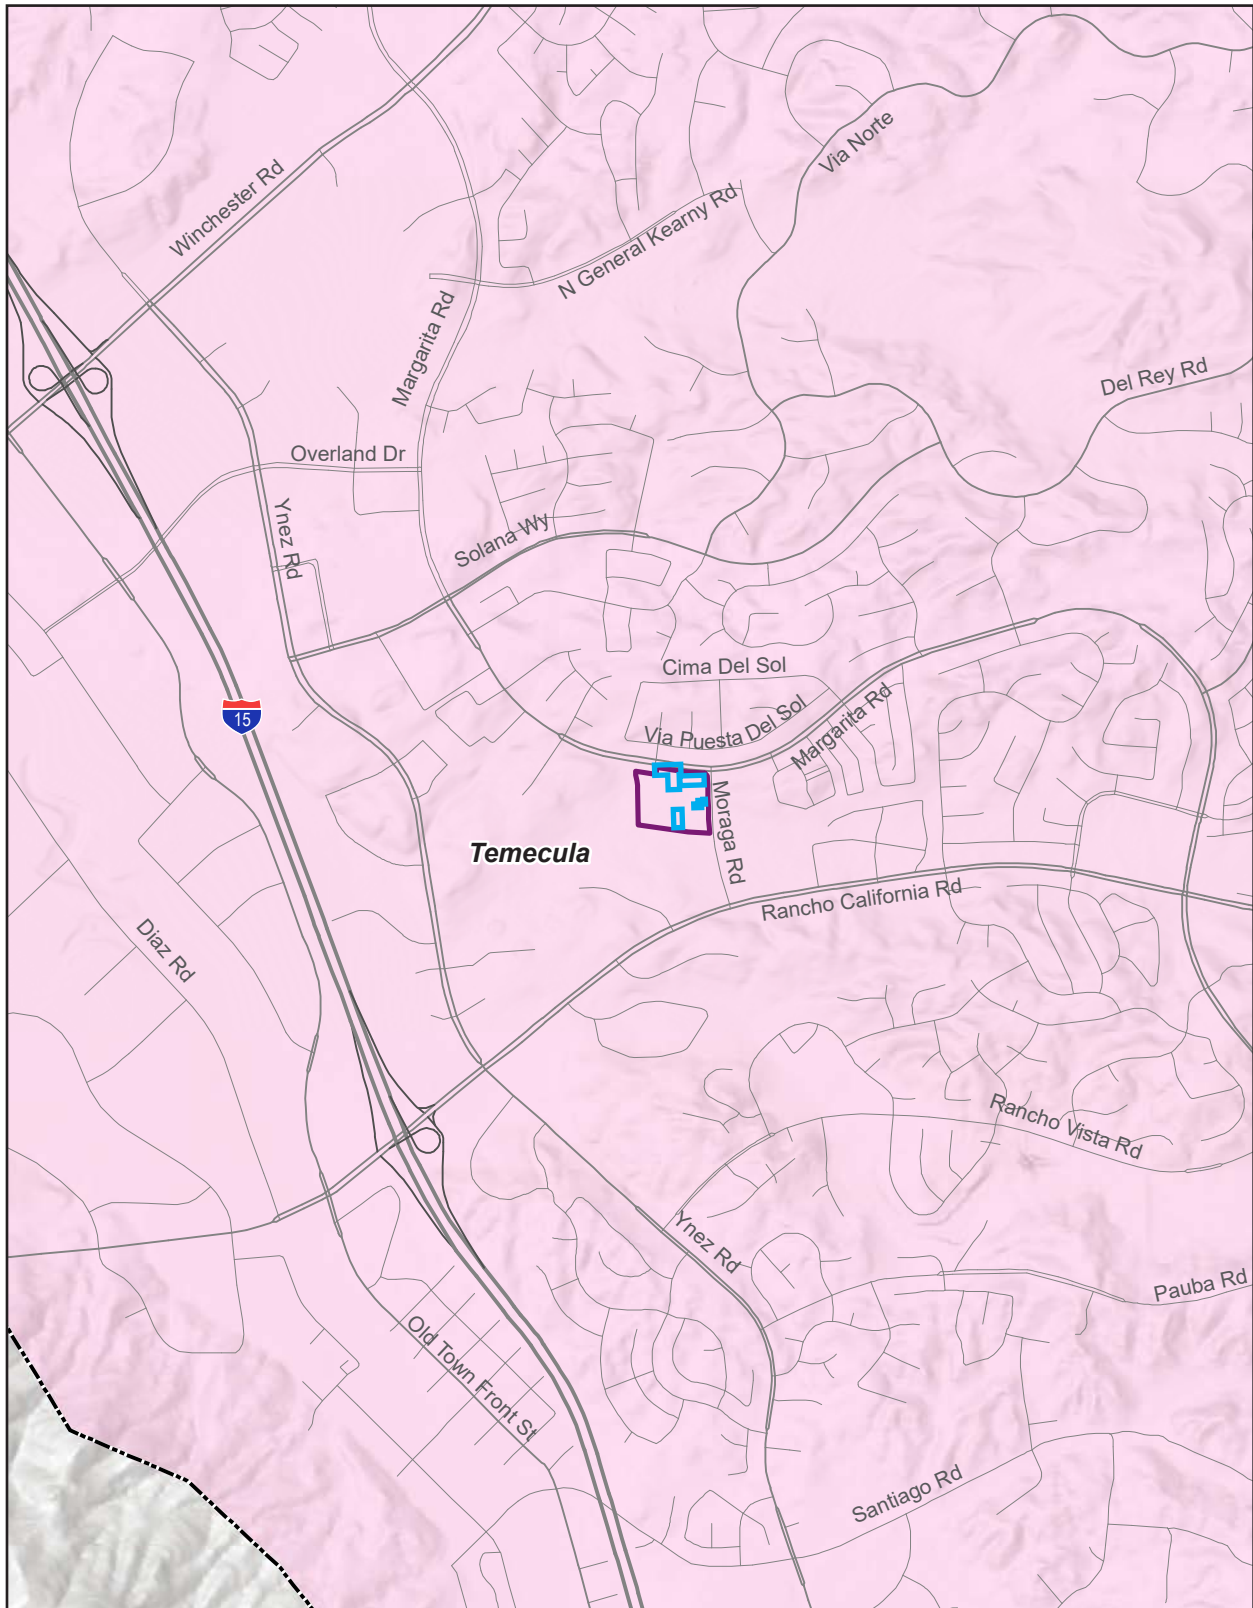 Via Norte
Winchester Rd
N General Kearny Rd
Margarita Rd
Del Rey Rd
Overland Dr
Ynez Rd
Solana Wy
Cima Del Sol
15
Via Puesta Del Sol
Margarita Rd
Moraga Rd
Temecula
Rancho California Rd
Diaz Rd
Rancho Vista Rd
Ynez Rd
Pauba Rd
Old Town Front St
Santiago Rd